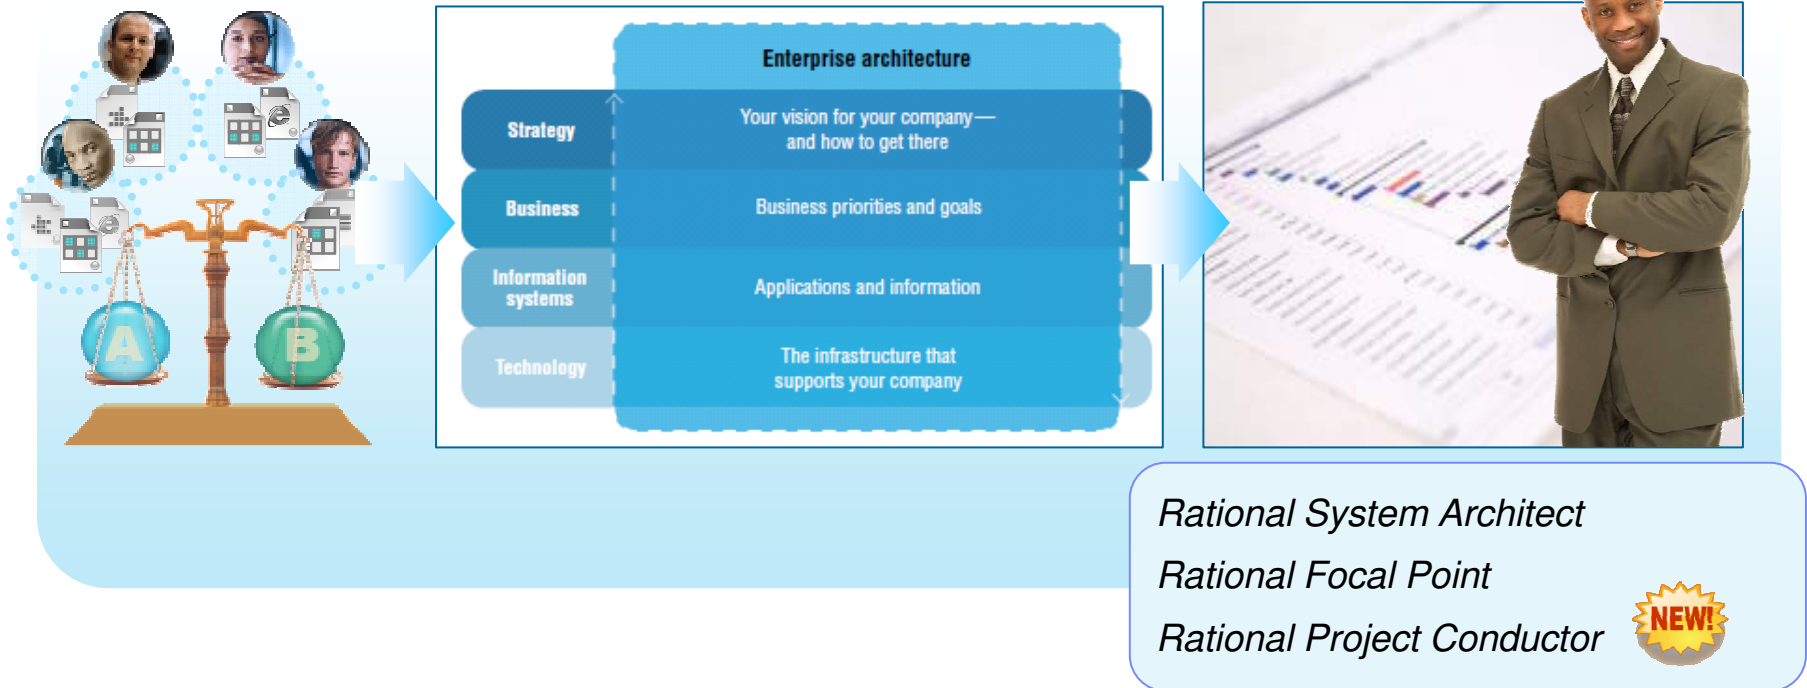 Enterprise architecture
Strategy
Your vision for your company—
and how to get there
Business
Business priorities and goals
Information
systems
Applications and information
Technology
The infrastructure that
supports your company
A
B
Rational System Architect
Rational Focal Point
Rational Project Conductor
NEW!